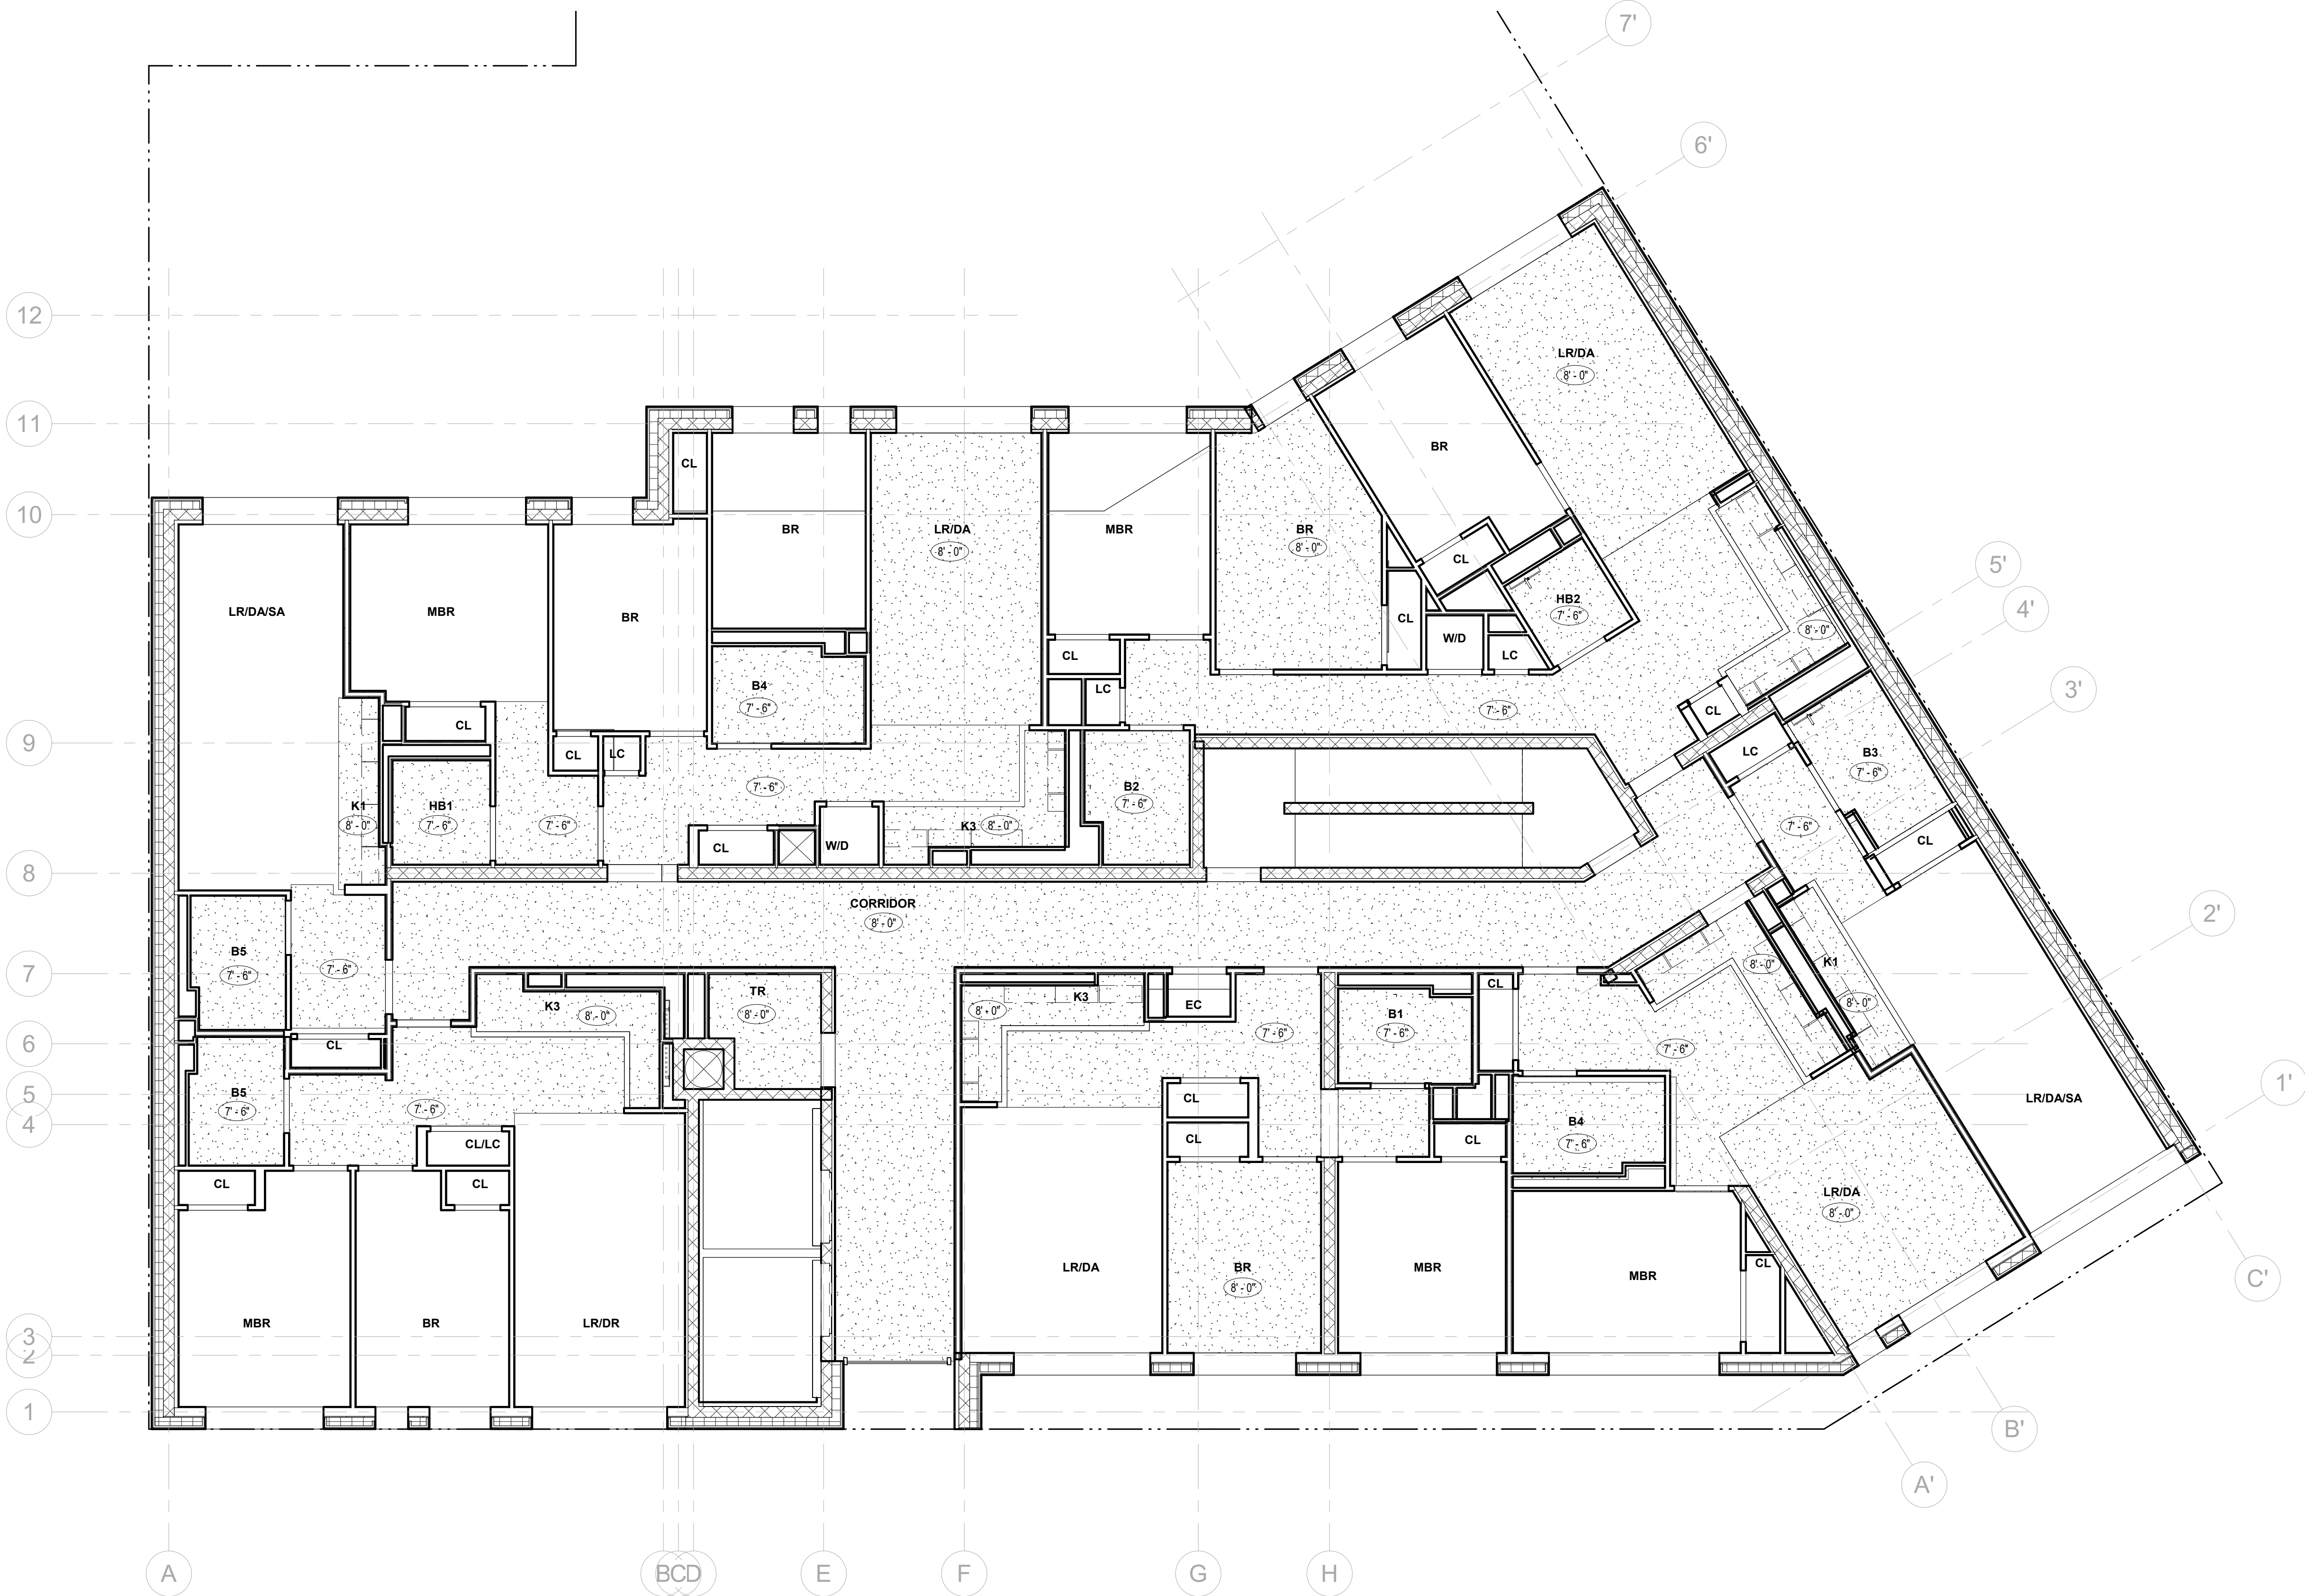 7'
6'
12
LR/DA
8' - 0"
11
BR
CL
10
BR
LR/DA
8' - 0"
MBR
BR
8' - 0"
CL
5'
HB2
7' - 6"
4'
LR/DA/SA
MBR
BR
CL
W/D
8' - 0"
CL
LC
B4
7' - 6"
LC
3'
7' - 6"
CL
CL
9
CL
LC
LC
B3
7' - 6"
7' - 6"
B2
7' - 6"
K1
8' - 0"
HB1
7' - 6"
7' - 6"
K3
8' - 0"
7' - 6"
CL
W/D
CL
8
CORRIDOR
8' - 0"
2'
B5
7' - 6"
7' - 6"
7
8' - 0"
K1
8' - 0"
TR
8' - 0"
K3
8' - 0"
K3
8' - 0"
EC
CL
B1
7' - 6"
7' - 6"
6
CL
7' - 6"
1'
5
B5
7' - 6"
7' - 6"
CL
LR/DA/SA
4
B4
7' - 6"
CL/LC
CL
CL
CL
CL
LR/DA
8' - 0"
CL
LR/DA
BR
8' - 0"
MBR
MBR
C'
MBR
BR
LR/DR
3
2
1
B'
A'
A
B
C
D
E
F
G
H